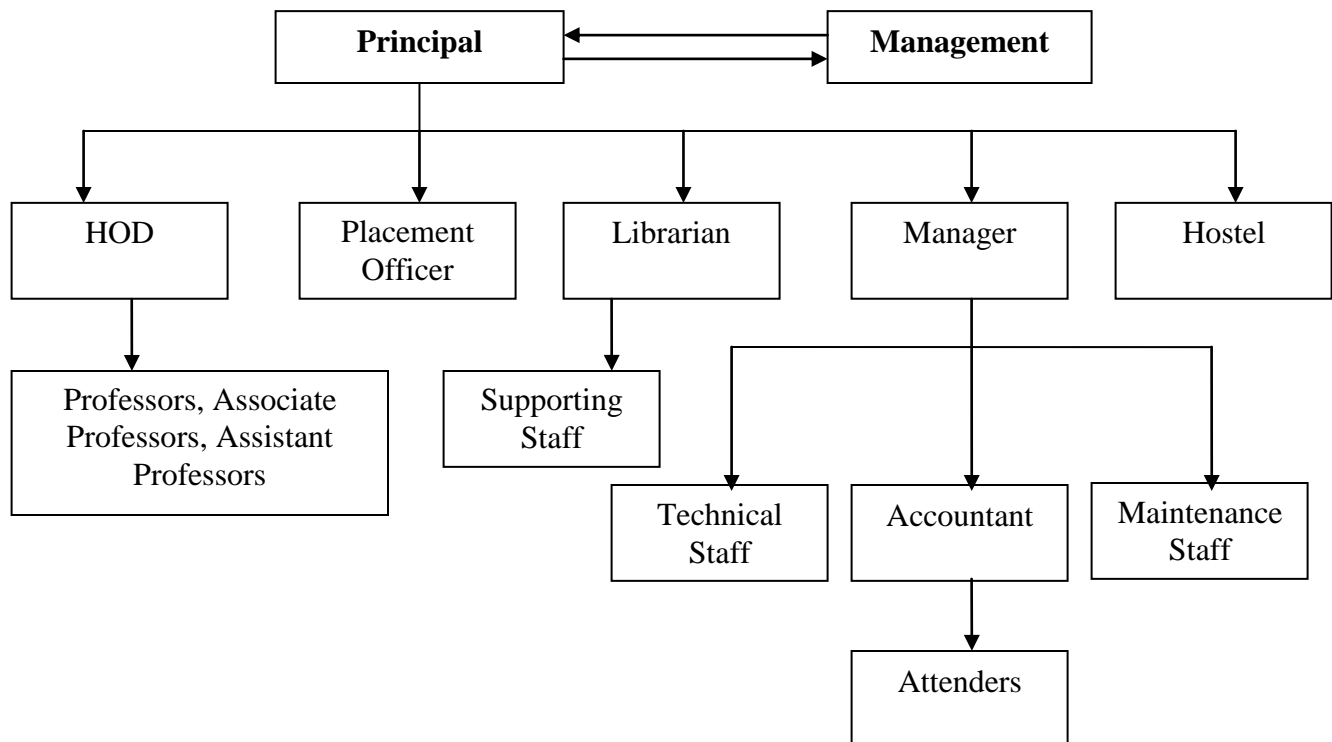 Principal
Management
HOD
Placement
Officer
Librarian
Manager
Hostel
Professors, Associate
Professors, Assistant
Professors
Supporting
Staff
Technical
Staff
Accountant
Maintenance
Staff
Attenders